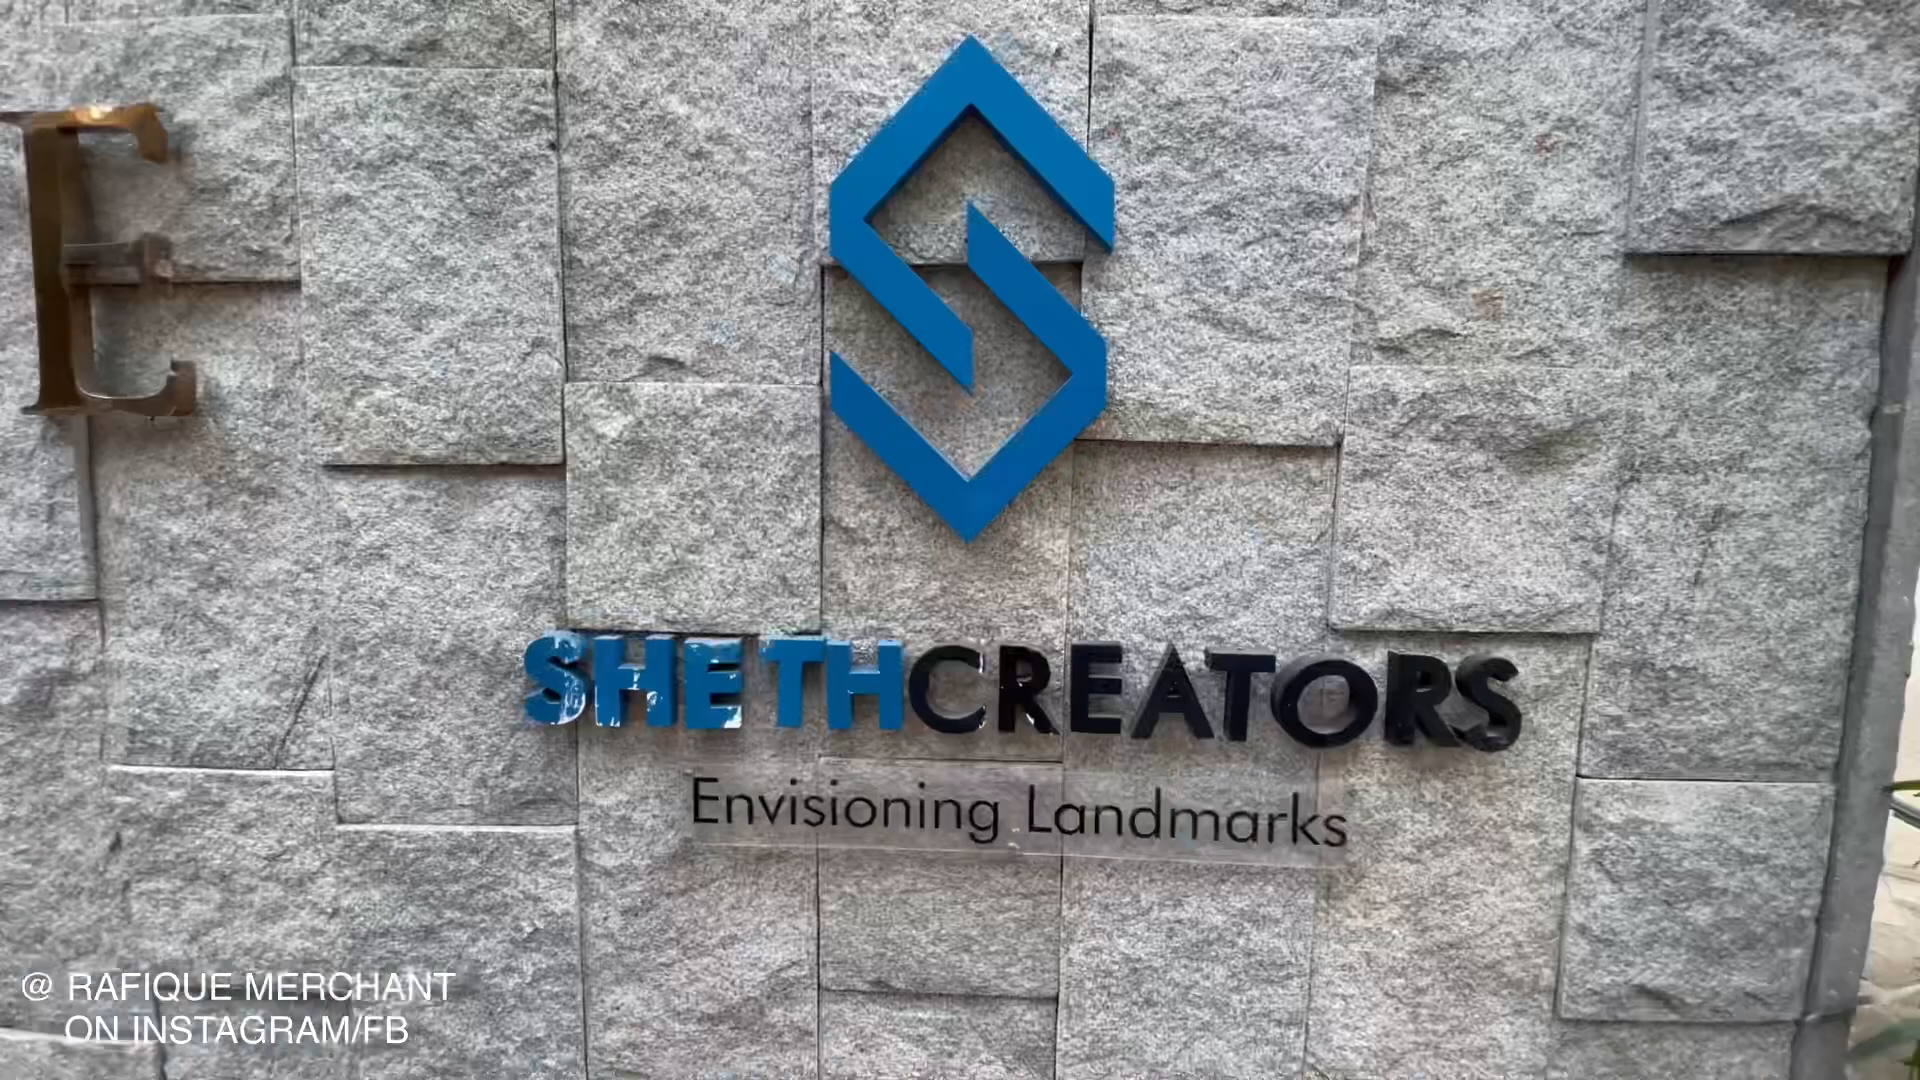 E
SHETHCREATORS
Envisioning Landmarks
@ RAFIQUE MERCHANT
ON INSTAGRAM/FB